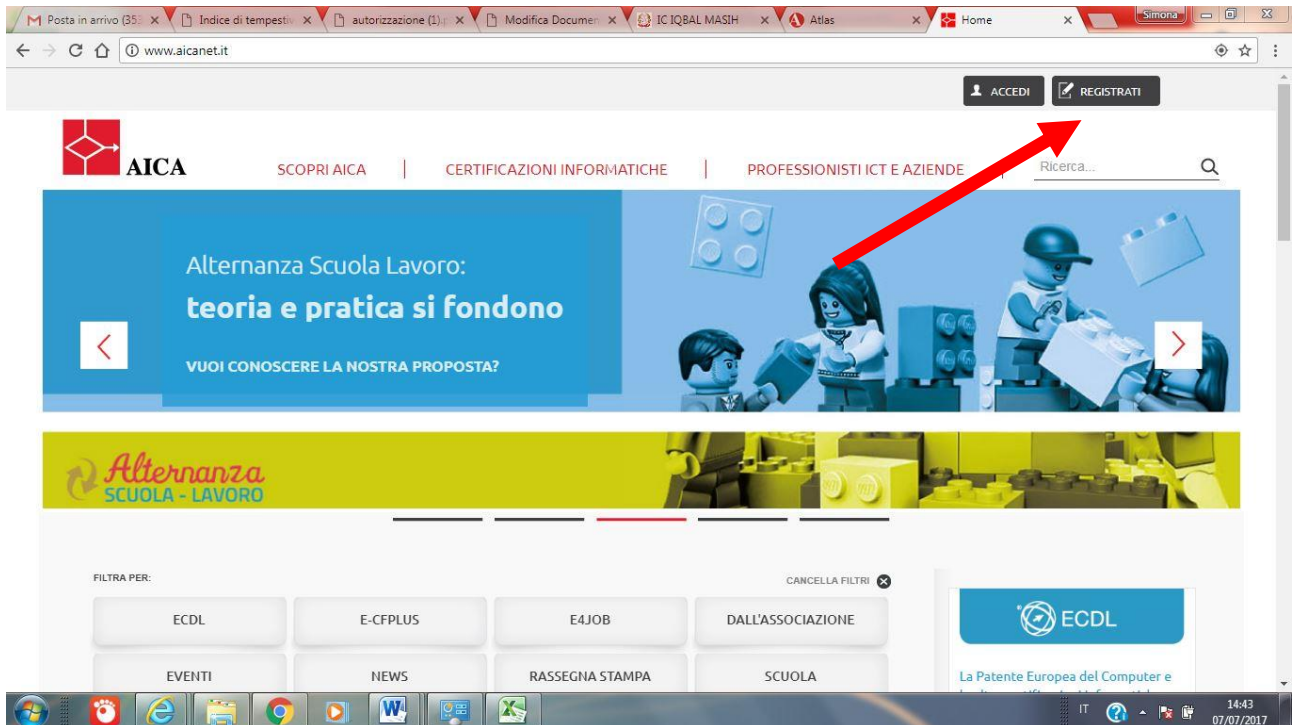 Posta in arrivo (353
Indice di tempestiv
autorizzazione (1).p
Modifica Documen
IC IQBAL MASIH
Atlas
Home
Simona
www.aicanet.it
ACCEDI
REGISTRATI
AICA
SCOPRI AICA
CERTIFICAZIONI INFORMATICHE
PROFESSIONISTI ICT E AZIENDE
Ricerca...
Alternanza Scuola Lavoro:
teoria e pratica si fondono
VUOI CONOSCERE LA NOSTRA PROPOSTA?
Alternanza
SCUOLA - LAVORO
FILTRA PER:
CANCELLA FILTRI
ECDL
E-CFPLUS
E4JOB
DALL'ASSOCIAZIONE
ECDL
EVENTI
NEWS
RASSEGNA STAMPA
SCUOLA
La Patente Europea del Computer e
IT
14:43
07/07/2017